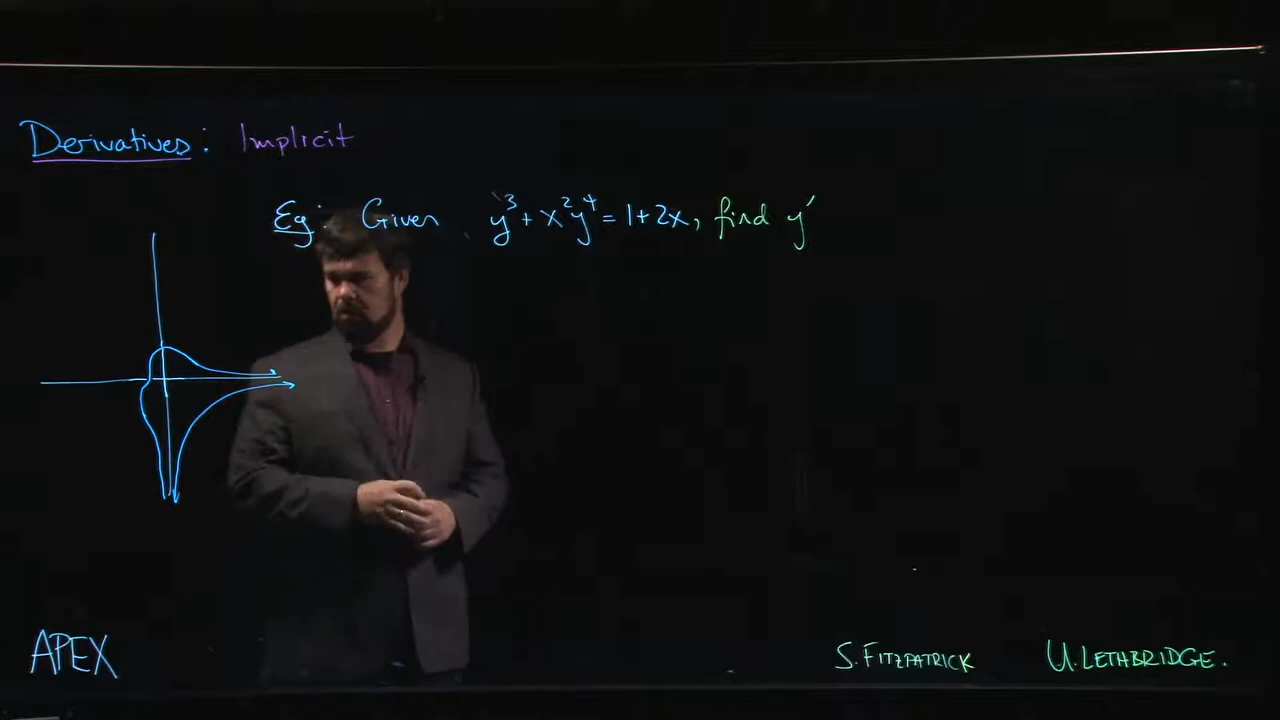 Derivatives: Implicit
Eg: Given y³ + x²y⁴ = 1 + 2x, find y′
APEX
S. FITZPATRICK
U. LETHBRIDGE.